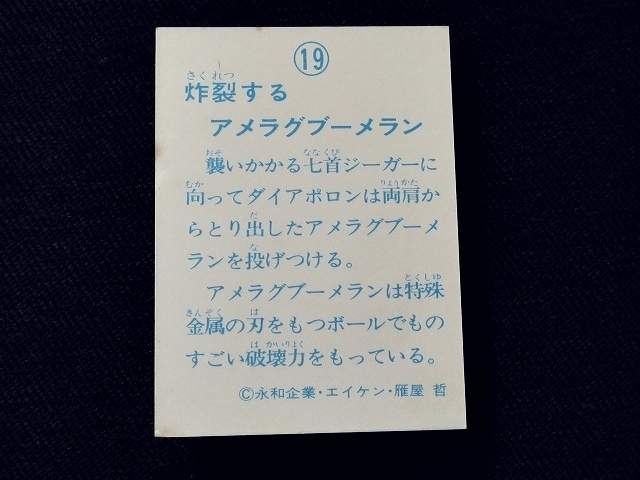 19
炸裂する
アメラグブーメラン
襲いかかる七首ジーガーに
向ってダイアポロンは両肩か
らとり出したアメラグブーメ
ランを投げつける。
アメラグブーメランは特殊
金属の刃をもつボールでもの
すごい破壊力をもっている。
©永和企業・エイケン・雁屋 哲